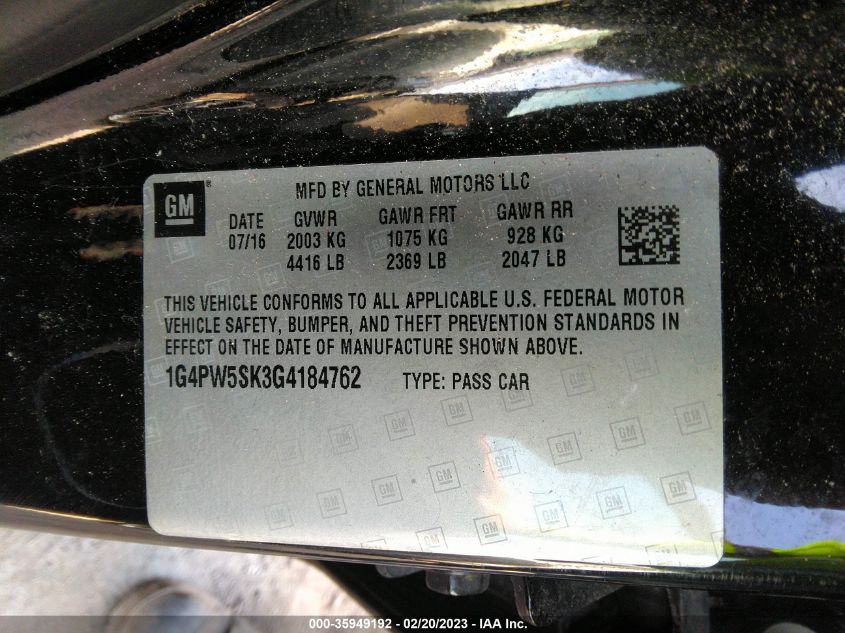 GM
MFD BY GENERAL MOTORS LLC
DATE GVWR GAWR FRT GAWR RR
07/16 2003 KG 1075 KG 928 KG
4416 LB 2369 LB 2047 LB
THIS VEHICLE CONFORMS TO ALL APPLICABLE U.S. FEDERAL MOTOR
VEHICLE SAFETY, BUMPER, AND THEFT PREVENTION STANDARDS IN
EFFECT ON THE DATE OF MANUFACTURE SHOWN ABOVE.
1G4PW5SK3G4184762 TYPE: PASS CAR
000-35949192 - 02/20/2023 - IAA Inc.